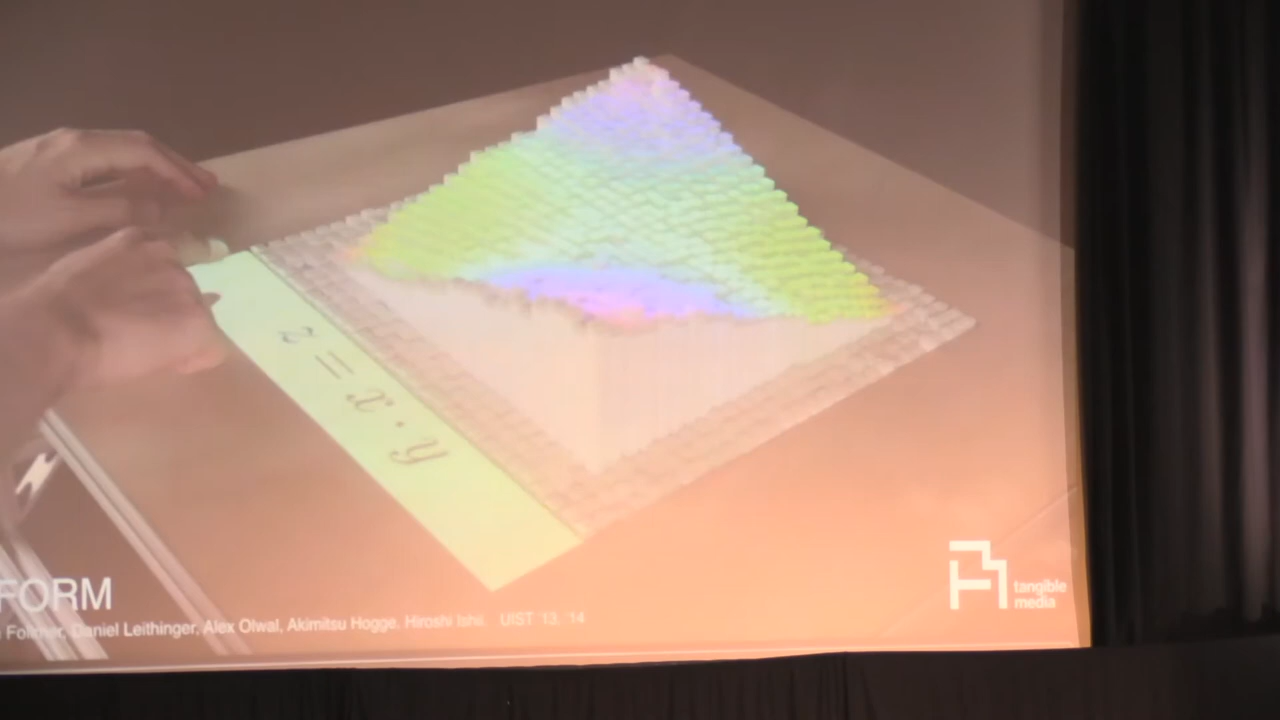 z = x · y
FORM
Follmer, Daniel Leithinger, Alex Olwal, Akimitsu Hogge, Hiroshi Ishii. UIST '13, '14
tangible
media